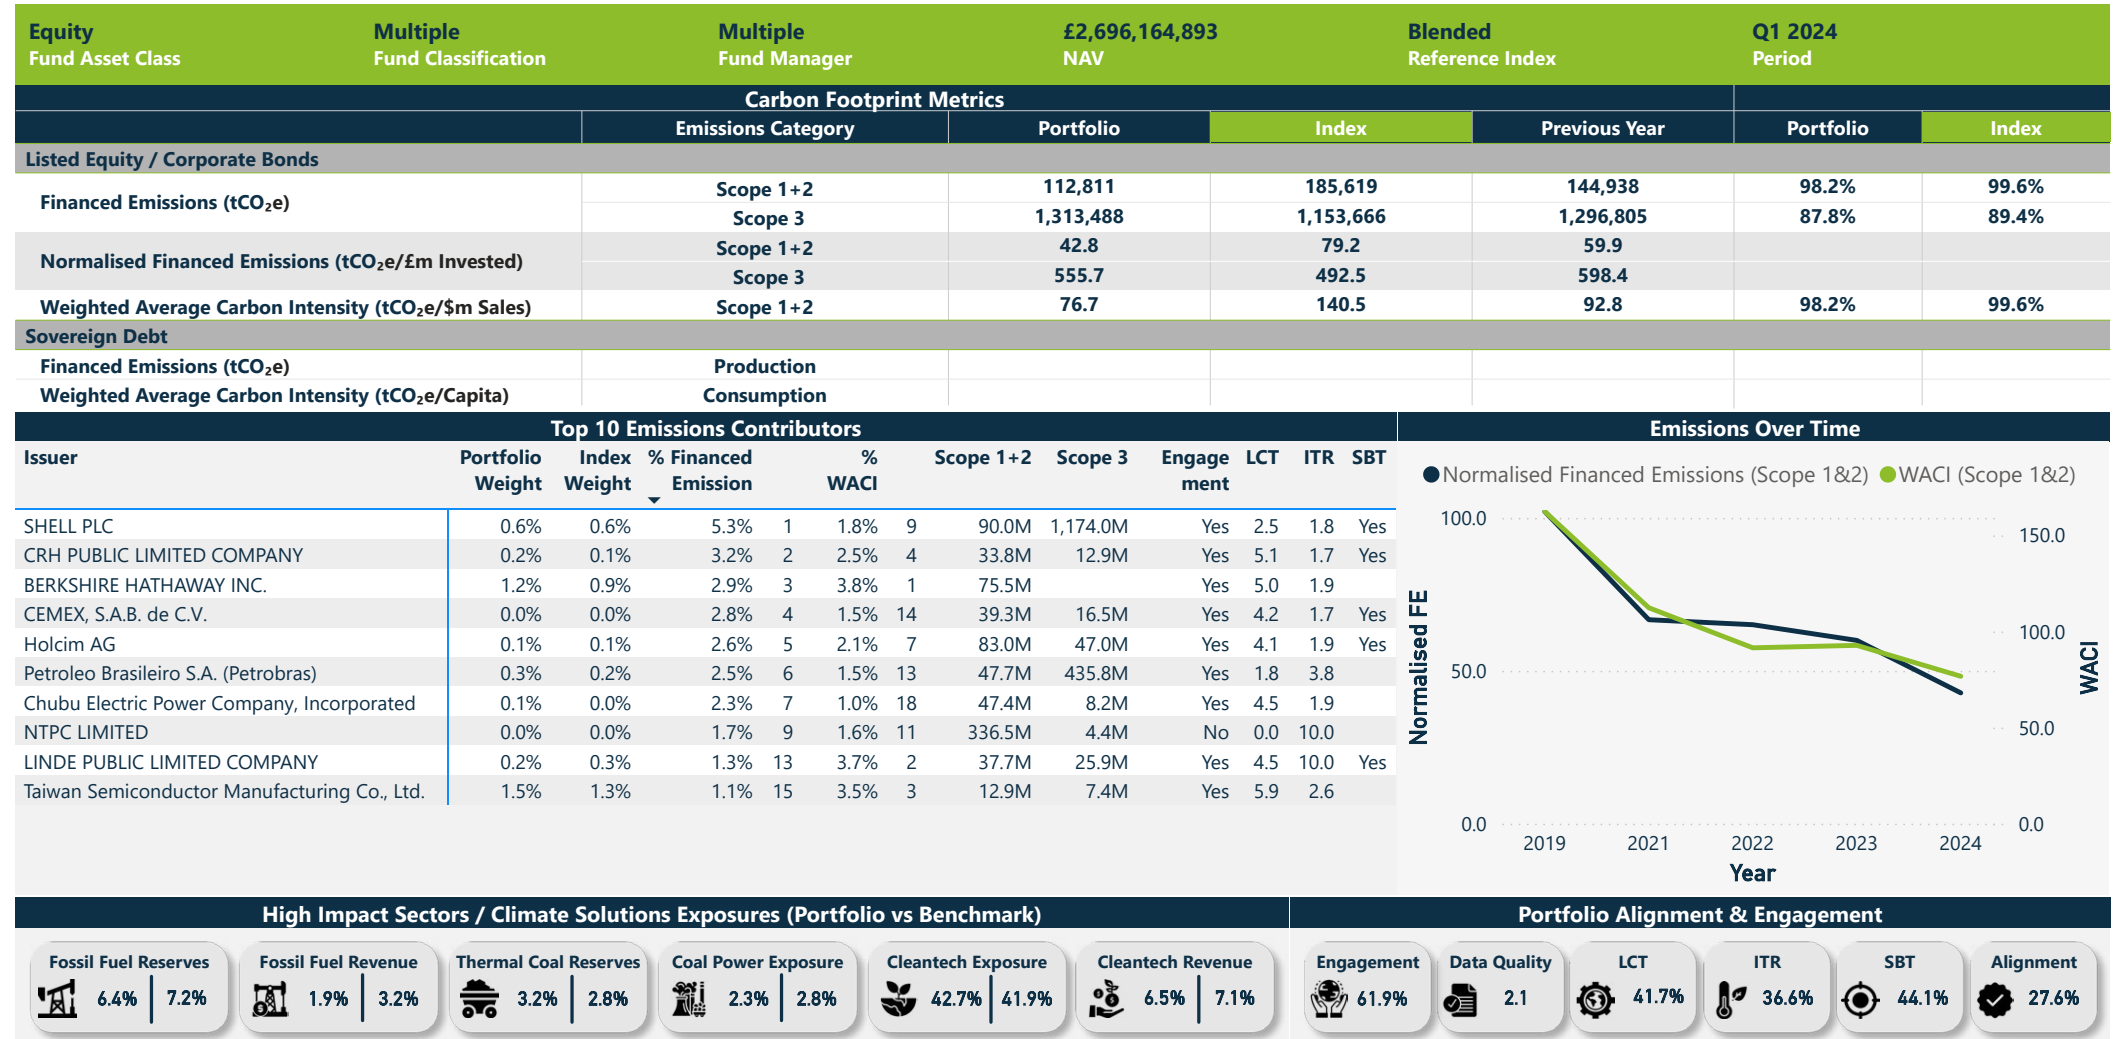 Equity Multiple Multiple £2,696,164,893 Blended Q1 2024
Fund Asset Class Fund Classification Fund Manager NAV Reference Index Period
Carbon Footprint Metrics
Emissions Category Portfolio Index Previous Year Portfolio Index
Listed Equity / Corporate Bonds
Financed Emissions (tCO₂e)
Scope 1+2 112,811 185,619 144,938 98.2% 99.6%
Scope 3 1,313,488 1,153,666 1,296,805 87.8% 89.4%
Normalised Financed Emissions (tCO₂e/£m Invested)
Scope 1+2 42.8 79.2 59.9
Scope 3 555.7 492.5 598.4
Weighted Average Carbon Intensity (tCO₂e/$m Sales) Scope 1+2 76.7 140.5 92.8 98.2% 99.6%
Sovereign Debt
Financed Emissions (tCO₂e) Production
Weighted Average Carbon Intensity (tCO₂e/Capita) Consumption
Top 10 Emissions Contributors
Issuer Portfolio Index % Financed % Scope 1+2 Scope 3 Engage LCT ITR SBT
Weight Weight Emission WACI ment
SHELL PLC 0.6% 0.6% 5.3% 1 1.8% 9 90.0M 1,174.0M Yes 2.5 1.8 Yes
CRH PUBLIC LIMITED COMPANY 0.2% 0.1% 3.2% 2 2.5% 4 33.8M 12.9M Yes 5.1 1.7 Yes
BERKSHIRE HATHAWAY INC. 1.2% 0.9% 2.9% 3 3.8% 1 75.5M Yes 5.0 1.9
CEMEX, S.A.B. de C.V. 0.0% 0.0% 2.8% 4 1.5% 14 39.3M 16.5M Yes 4.2 1.7 Yes
Holcim AG 0.1% 0.1% 2.6% 5 2.1% 7 83.0M 47.0M Yes 4.1 1.9 Yes
Petroleo Brasileiro S.A. (Petrobras) 0.3% 0.2% 2.5% 6 1.5% 13 47.7M 435.8M Yes 1.8 3.8
Chubu Electric Power Company, Incorporated 0.1% 0.0% 2.3% 7 1.0% 18 47.4M 8.2M Yes 4.5 1.9
NTPC LIMITED 0.0% 0.0% 1.7% 9 1.6% 11 336.5M 4.4M No 0.0 10.0
LINDE PUBLIC LIMITED COMPANY 0.2% 0.3% 1.3% 13 3.7% 2 37.7M 25.9M Yes 4.5 10.0 Yes
Taiwan Semiconductor Manufacturing Co., Ltd. 1.5% 1.3% 1.1% 15 3.5% 3 12.9M 7.4M Yes 5.9 2.6
Emissions Over Time
Normalised Financed Emissions (Scope 1&2) WACI (Scope 1&2)
100.0
50.0
0.0
Normalised FE
150.0
100.0
50.0
0.0
WACI
2019 2021 2022 2023 2024
Year
High Impact Sectors / Climate Solutions Exposures (Portfolio vs Benchmark)
Fossil Fuel Reserves
6.4% 7.2%
Fossil Fuel Revenue
1.9% 3.2%
Thermal Coal Reserves
3.2% 2.8%
Coal Power Exposure
2.3% 2.8%
Cleantech Exposure
42.7% 41.9%
Cleantech Revenue
6.5% 7.1%
Portfolio Alignment & Engagement
Engagement
61.9%
Data Quality
2.1
LCT
41.7%
ITR
36.6%
SBT
44.1%
Alignment
27.6%